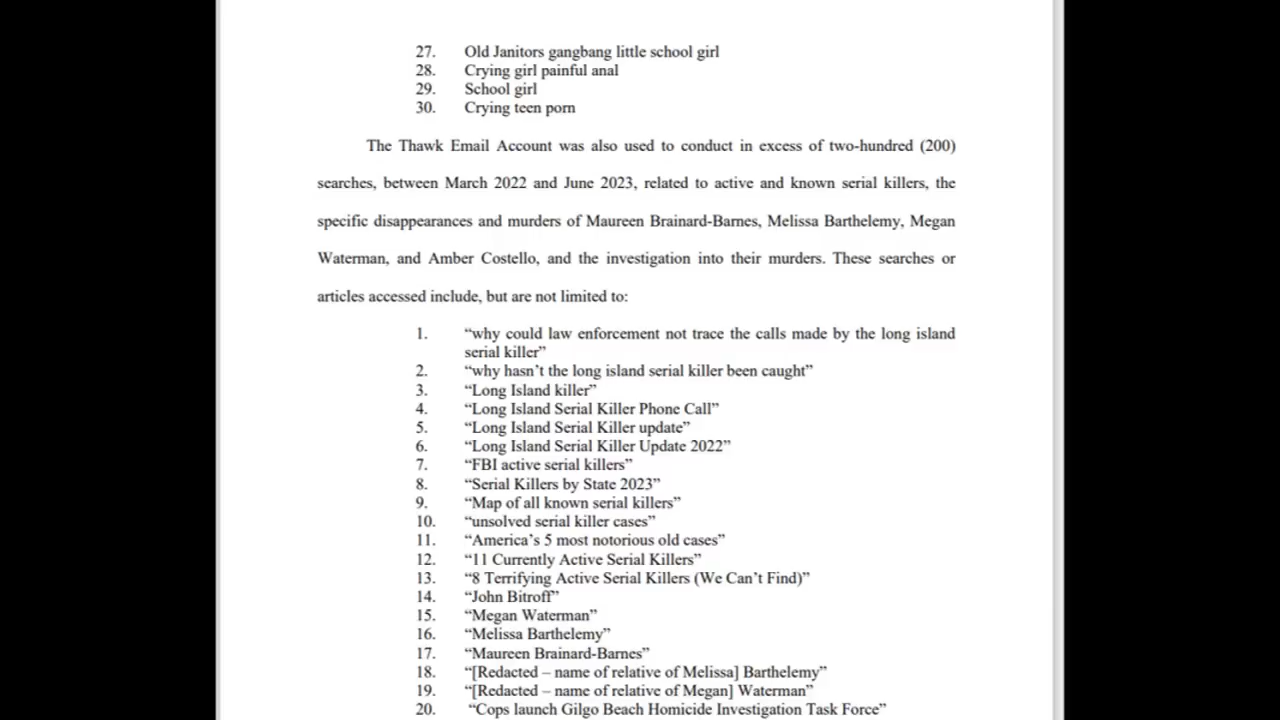 27. Old Janitors gangbang little school girl
28. Crying girl painful anal
29. School girl
30. Crying teen porn
The Thawk Email Account was also used to conduct in excess of two-hundred (200)
searches, between March 2022 and June 2023, related to active and known serial killers, the
specific disappearances and murders of Maureen Brainard-Barnes, Melissa Barthelemy, Megan
Waterman, and Amber Costello, and the investigation into their murders. These searches or
articles accessed include, but are not limited to:
1. “why could law enforcement not trace the calls made by the long island
serial killer”
2. “why hasn’t the long island serial killer been caught”
3. “Long Island killer”
4. “Long Island Serial Killer Phone Call”
5. “Long Island Serial Killer update”
6. “Long Island Serial Killer Update 2022”
7. “FBI active serial killers”
8. “Serial Killers by State 2023”
9. “Map of all known serial killers”
10. “unsolved serial killer cases”
11. “America’s 5 most notorious old cases”
12. “11 Currently Active Serial Killers”
13. “8 Terrifying Active Serial Killers (We Can’t Find)”
14. “John Bitroff”
15. “Megan Waterman”
16. “Melissa Barthelemy”
17. “Maureen Brainard-Barnes”
18. “[Redacted – name of relative of Melissa] Barthelemy”
19. “[Redacted – name of relative of Megan] Waterman”
20. “Cops launch Gilgo Beach Homicide Investigation Task Force”